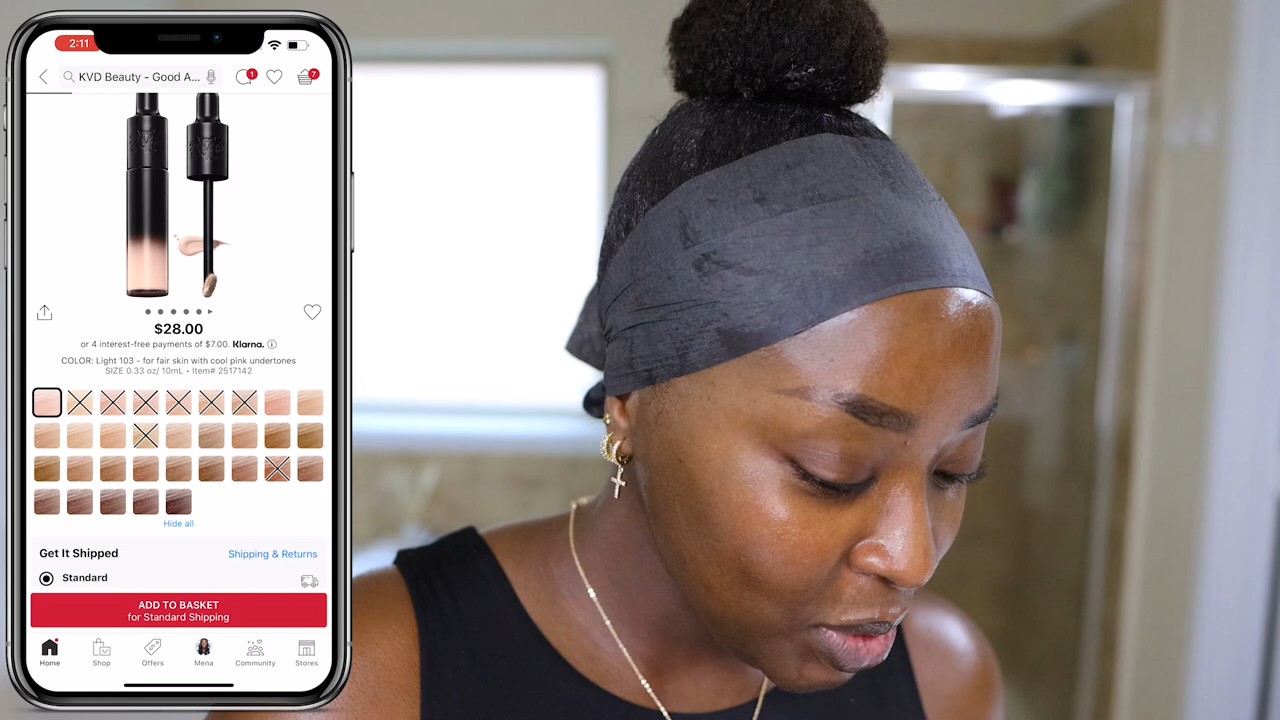 2:11
KVD Beauty - Good A...
1
7
$28.00
or 4 interest-free payments of $7.00. Klarna.
COLOR: Light 103 - for fair skin with cool pink undertones
SIZE 0.33 oz/ 10mL • Item# 2517142
Hide all
Get It Shipped
Shipping & Returns
Standard
ADD TO BASKET
for Standard Shipping
Home
Shop
Offers
Mena
Community
Stores